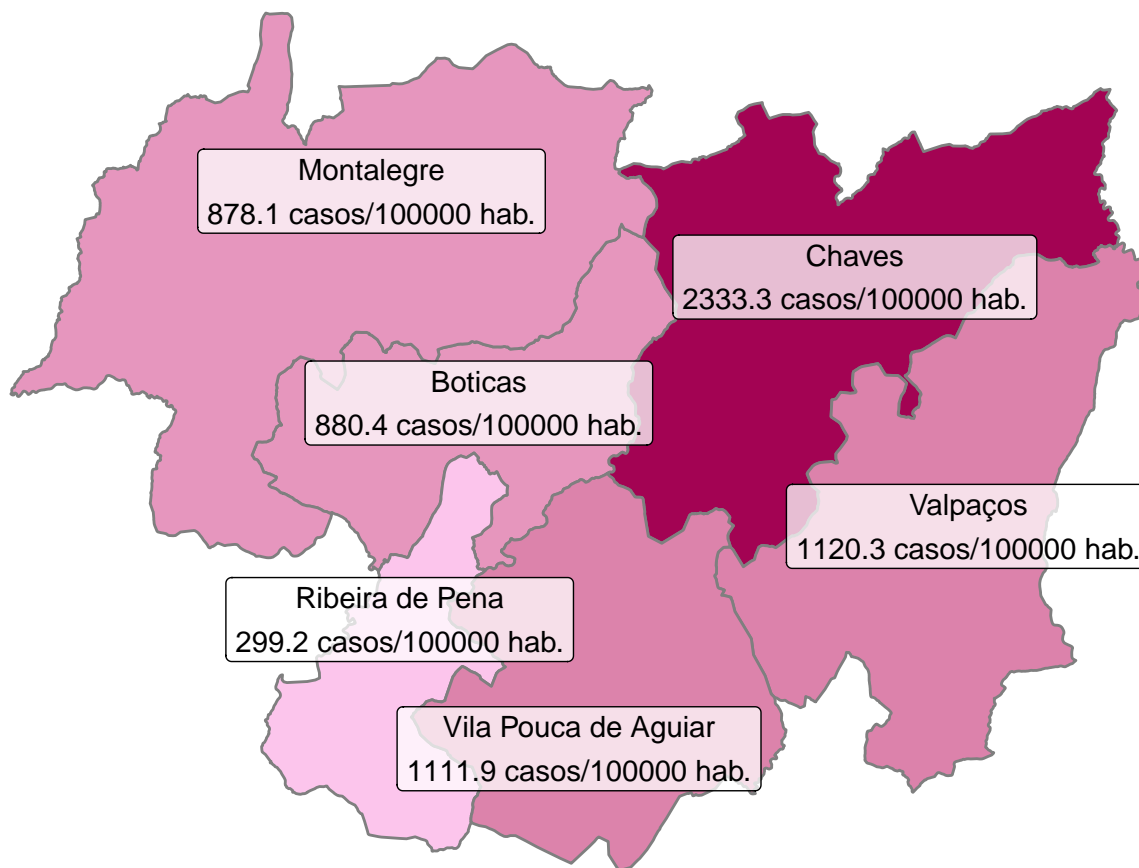 Montalegre
878.1 casos/100000 hab.
Chaves
2333.3 casos/100000 hab.
Boticas
880.4 casos/100000 hab.
Valpaços
1120.3 casos/100000 hab.
Ribeira de Pena
299.2 casos/100000 hab.
Vila Pouca de Aguiar
1111.9 casos/100000 hab.